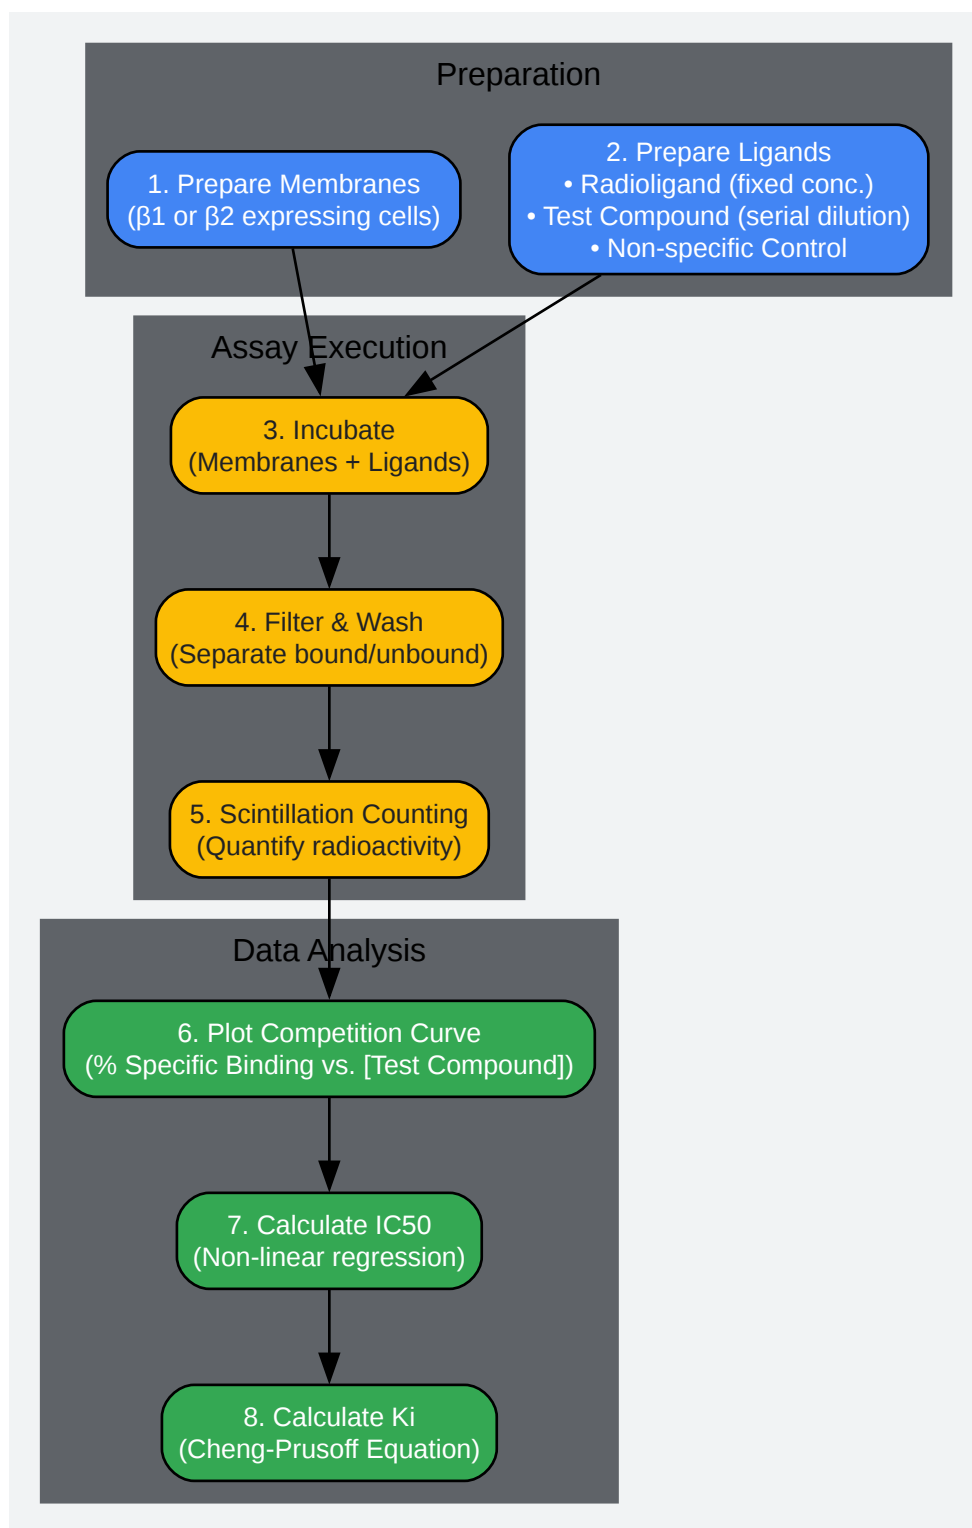 Preparation
1. Prepare Membranes
(β1 or β2 expressing cells)
2. Prepare Ligands
• Radioligand (fixed conc.)
• Test Compound (serial dilution)
• Non-specific Control
Assay Execution
3. Incubate
(Membranes + Ligands)
4. Filter & Wash
(Separate bound/unbound)
5. Scintillation Counting
(Quantify radioactivity)
Data Analysis
6. Plot Competition Curve
(% Specific Binding vs. [Test Compound])
7. Calculate IC50
(Non-linear regression)
8. Calculate Ki
(Cheng-Prusoff Equation)